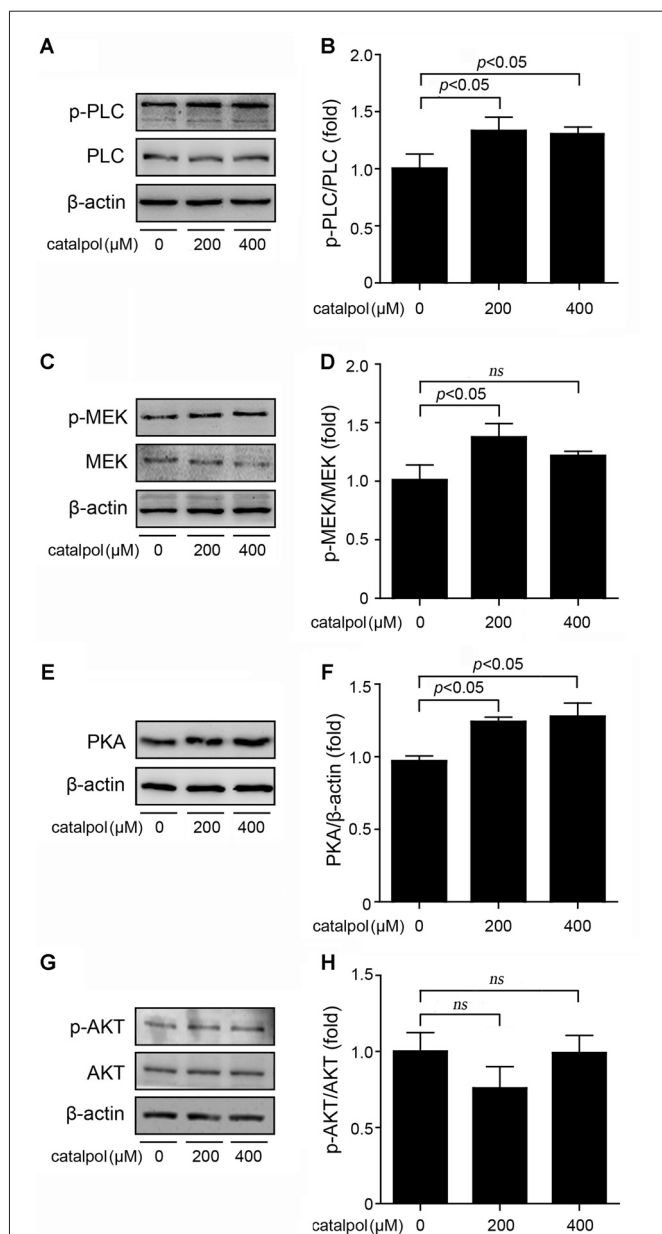 A
p-PLC
PLC
β-actin
catalpol (µM) 0 200 400
B
p<0.05
p<0.05
p-PLC/PLC (fold)
2.0
1.5
1.0
0.5
0
catalpol (µM) 0 200 400
C
p-MEK
MEK
β-actin
catalpol (µM) 0 200 400
D
ns
p<0.05
p-MEK/MEK (fold)
2.0
1.5
1.0
0.5
0
catalpol (µM) 0 200 400
E
PKA
β-actin
catalpol (µM) 0 200 400
F
p<0.05
p<0.05
PKA/β-actin (fold)
1.5
1.0
0.5
0
catalpol (µM) 0 200 400
G
p-AKT
AKT
β-actin
catalpol (µM) 0 200 400
H
ns
ns
p-AKT/AKT (fold)
1.5
1.0
0.5
0
catalpol (µM) 0 200 400